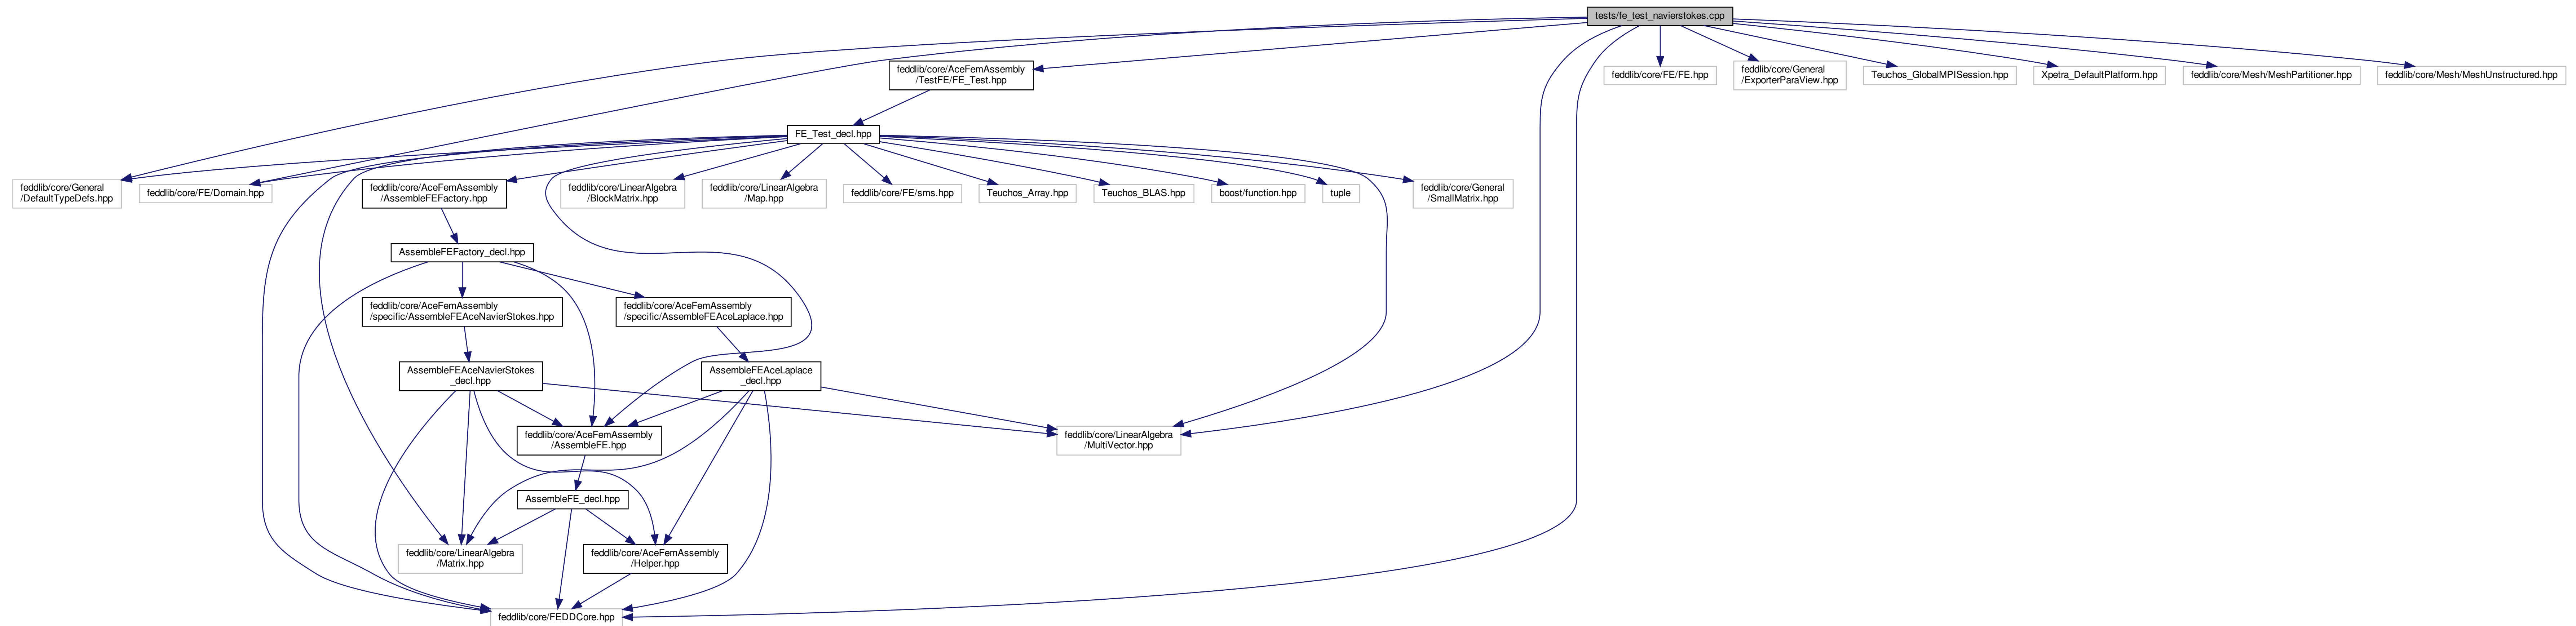 tests/fe_test_navierstokes.cpp
feddlib/core/AceFemAssembly
/TestFE/FE_Test.hpp
feddlib/core/FE/FE.hpp
feddlib/core/General
/ExporterParaView.hpp
Teuchos_GlobalMPISession.hpp
Xpetra_DefaultPlatform.hpp
feddlib/core/Mesh/MeshPartitioner.hpp
feddlib/core/Mesh/MeshUnstructured.hpp
FE_Test_decl.hpp
feddlib/core/General
/DefaultTypeDefs.hpp
feddlib/core/FE/Domain.hpp
feddlib/core/AceFemAssembly
/AssembleFEFactory.hpp
feddlib/core/LinearAlgebra
/BlockMatrix.hpp
feddlib/core/LinearAlgebra
/Map.hpp
feddlib/core/FE/sms.hpp
Teuchos_Array.hpp
Teuchos_BLAS.hpp
boost/function.hpp
tuple
feddlib/core/General
/SmallMatrix.hpp
AssembleFEFactory_decl.hpp
feddlib/core/AceFemAssembly
/specific/AssembleFEAceNavierStokes.hpp
feddlib/core/AceFemAssembly
/specific/AssembleFEAceLaplace.hpp
AssembleFEAceNavierStokes
_decl.hpp
AssembleFEAceLaplace
_decl.hpp
feddlib/core/AceFemAssembly
/AssembleFE.hpp
feddlib/core/LinearAlgebra
/MultiVector.hpp
AssembleFE_decl.hpp
feddlib/core/LinearAlgebra
/Matrix.hpp
feddlib/core/AceFemAssembly
/Helper.hpp
feddlib/core/FEDDCore.hpp